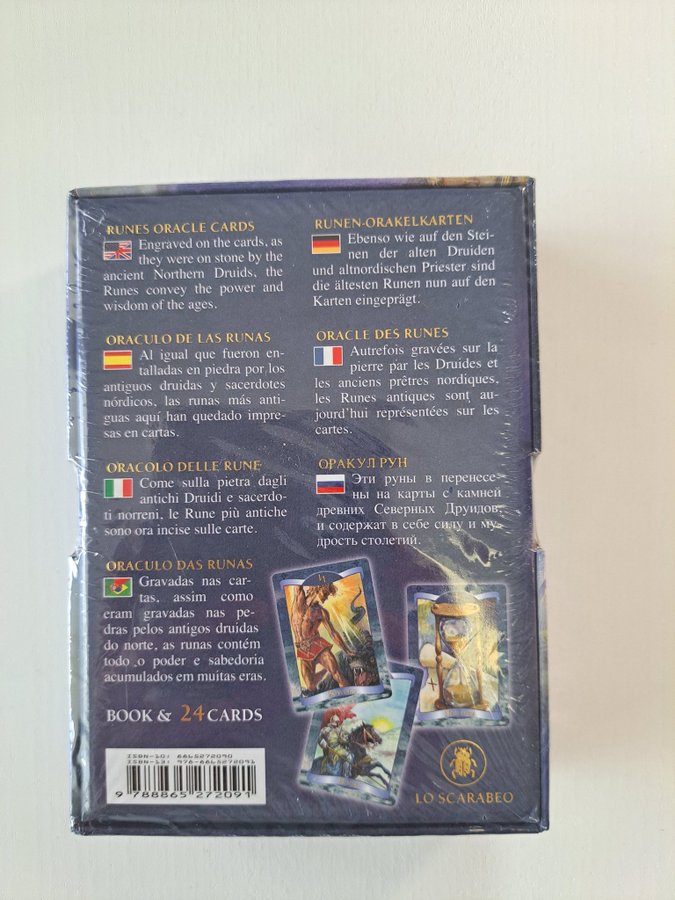 RUNES ORACLE CARDS
Engraved on the cards, as
they were on stone by the
ancient Northern Druids, the
Runes convey the power and
wisdom of the ages.
RUNEN-ORAKELKARTEN
Ebenso wie auf den Stei-
nen der alten Druiden
und altnordischen Priester sind
die ältesten Runen nun auf den
Karten eingeprägt.
ORACULO DE LAS RUNAS
Al igual que fueron en-
talladas en piedra por los
antiguos druidas y sacerdotes
nórdicos, las runas más anti-
guas aquí han quedado impre-
sas en cartas.
ORACLE DES RUNES
Autrefois gravées sur la
pierre par les Druides et
les anciens prêtres nordiques,
les Runes antiques sont au-
jourd'hui représentées sur les
cartes.
ORACOLO DELLE RUNE
Come sulla pietra dagli
antichi Druidi e sacerdo-
ti norreni, le Rune più antiche
sono ora incise sulle carte.
ОРАКУЛ РУН
Эти руны в перенесе-
ны на карты с камней
древних Северных Друидов,
и содержат в себе силу и му-
дрость столетий.
ORACULO DAS RUNAS
Gravadas nas car-
tas, assim como
eram gravadas nas pe-
dras pelos antigos druidas
do norte, as runas contém
todo o poder e sabedoria
acumulados em muitas eras.
BOOK & 24 CARDS
ISBN-10: 8865272090
ISBN-13: 978-8865272091
9 788865 272091
LO SCARABEO